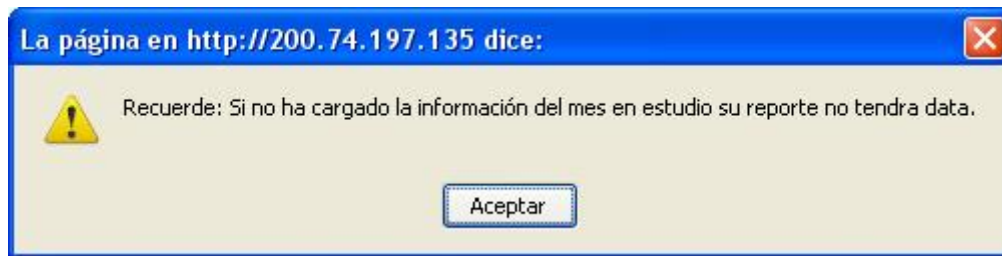 La página en http://200.74.197.135 dice:
Recuerde: Si no ha cargado la información del mes en estudio su reporte no tendra data.
Aceptar